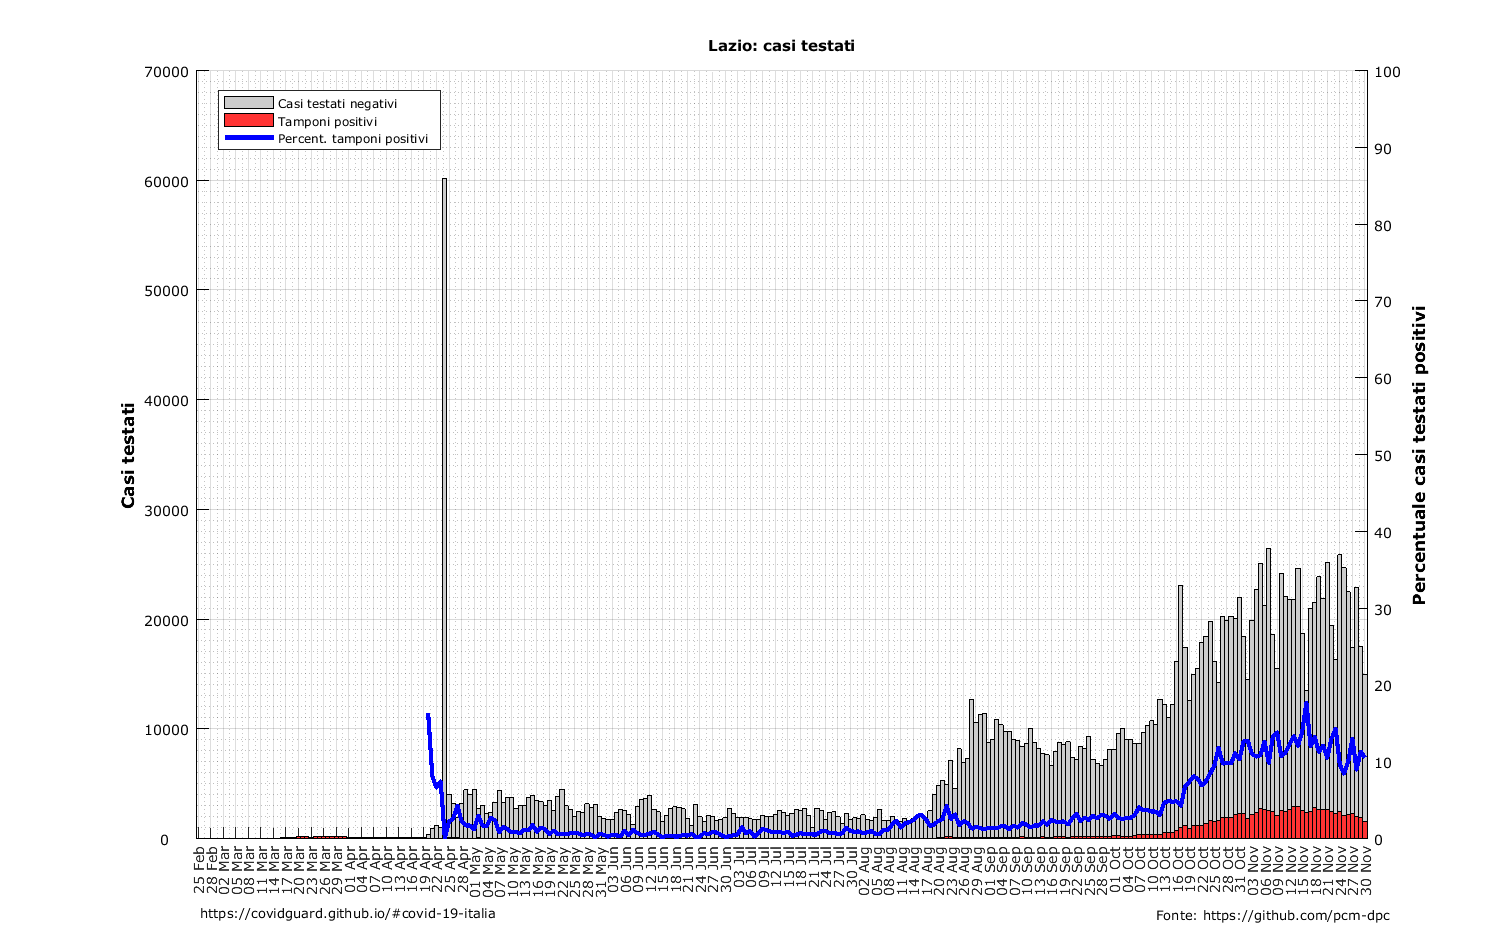 Lazio: casi testati
70000
60000
50000
40000
30000
20000
10000
0
100
90
80
70
60
50
40
30
20
10
0
Casi testati negativi
Tamponi positivi
Percent. tamponi positivi
Casi testati
Percentuale casi testati positivi
25 Feb
28 Feb
02 Mar
05 Mar
08 Mar
11 Mar
14 Mar
17 Mar
20 Mar
23 Mar
26 Mar
29 Mar
01 Apr
04 Apr
07 Apr
10 Apr
13 Apr
16 Apr
19 Apr
22 Apr
25 Apr
28 Apr
01 May
04 May
07 May
10 May
13 May
16 May
19 May
22 May
25 May
28 May
31 May
03 Jun
06 Jun
09 Jun
12 Jun
15 Jun
18 Jun
21 Jun
24 Jun
27 Jun
30 Jun
03 Jul
06 Jul
09 Jul
12 Jul
15 Jul
18 Jul
21 Jul
24 Jul
27 Jul
30 Jul
02 Aug
05 Aug
08 Aug
11 Aug
14 Aug
17 Aug
20 Aug
23 Aug
26 Aug
29 Aug
01 Sep
04 Sep
07 Sep
10 Sep
13 Sep
16 Sep
19 Sep
22 Sep
25 Sep
28 Sep
01 Oct
04 Oct
07 Oct
10 Oct
13 Oct
16 Oct
19 Oct
22 Oct
25 Oct
28 Oct
31 Oct
03 Nov
06 Nov
09 Nov
12 Nov
15 Nov
18 Nov
21 Nov
24 Nov
27 Nov
30 Nov
https://covidguard.github.io/#covid-19-italia
Fonte: https://github.com/pcm-dpc